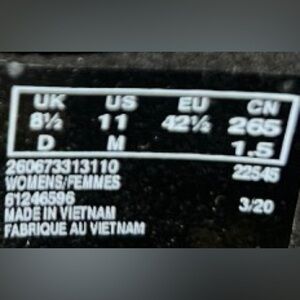 UK US EU CN
8½ 11 42½ 265
D M 1.5
260673313110 22S45
WOMENS/FEMMES
61246596 3/20
MADE IN VIETNAM
FABRIQUE AU VIETNAM